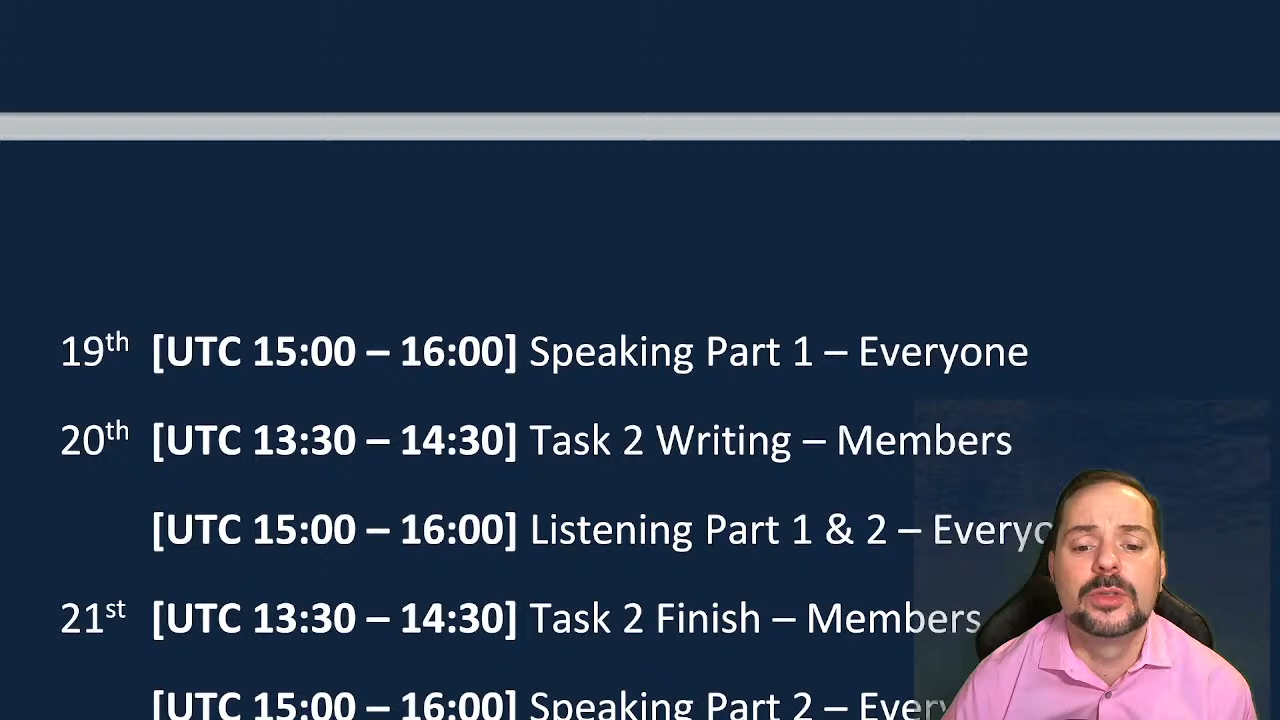 19th [UTC 15:00 – 16:00] Speaking Part 1 – Everyone
20th [UTC 13:30 – 14:30] Task 2 Writing – Members
[UTC 15:00 – 16:00] Listening Part 1 & 2 –
21st [UTC 13:30 – 14:30] Task 2 Finish – Members
[UTC 15:00 – 16:00] Speaking Part 2 –